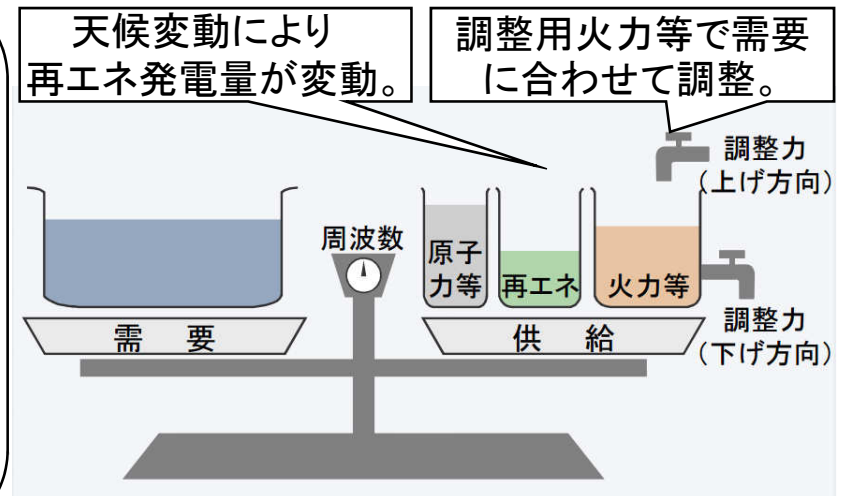 天候変動により
再エネ発電量が変動。
調整用火力等で需要
に合わせて調整。
調整力
（上げ方向）
周波数
原子
力等
再エネ
火力等
調整力
（下げ方向）
需 要
供 給